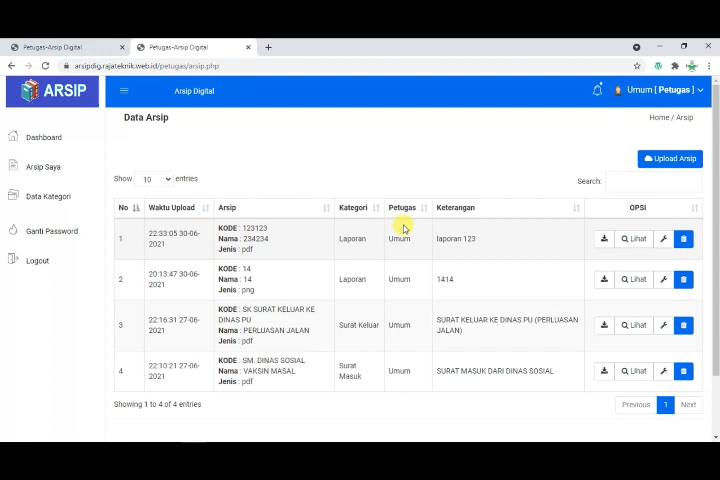 Petugas-Arsip Digital
Petugas-Arsip Digital
arsipdig.rajateknik.web.id/petugas/arsip.php
ARSIP
Arsip Digital
Umum [ Petugas ]
Data Arsip
Home / Arsip
Dashboard
Arsip Saya
Data Kategori
Ganti Password
Logout
Upload Arsip
Show 10 entries
Search:
No Waktu Upload Arsip Kategori Petugas Keterangan OPSI
1 22:33:05 30-06-2021 KODE : 123123
Nama : 234234
Jenis : pdf
Laporan Umum laporan 123 Lihat
2 20:13:47 30-06-2021 KODE : 14
Nama : 14
Jenis : png
Laporan Umum 1414 Lihat
3 22:16:31 27-06-2021 KODE : SK SURAT KELUAR KE
DINAS PU
Nama : PERLUASAN JALAN
Jenis : pdf
Surat Keluar Umum SURAT KELUAR KE DINAS PU (PERLUASAN
JALAN) Lihat
4 22:10:21 27-06-2021 KODE : SM. DINAS SOSIAL
Nama : VAKSIN MASAL
Jenis : pdf
Surat
Masuk Umum SURAT MASUK DARI DINAS SOSIAL Lihat
Showing 1 to 4 of 4 entries
Previous 1 Next